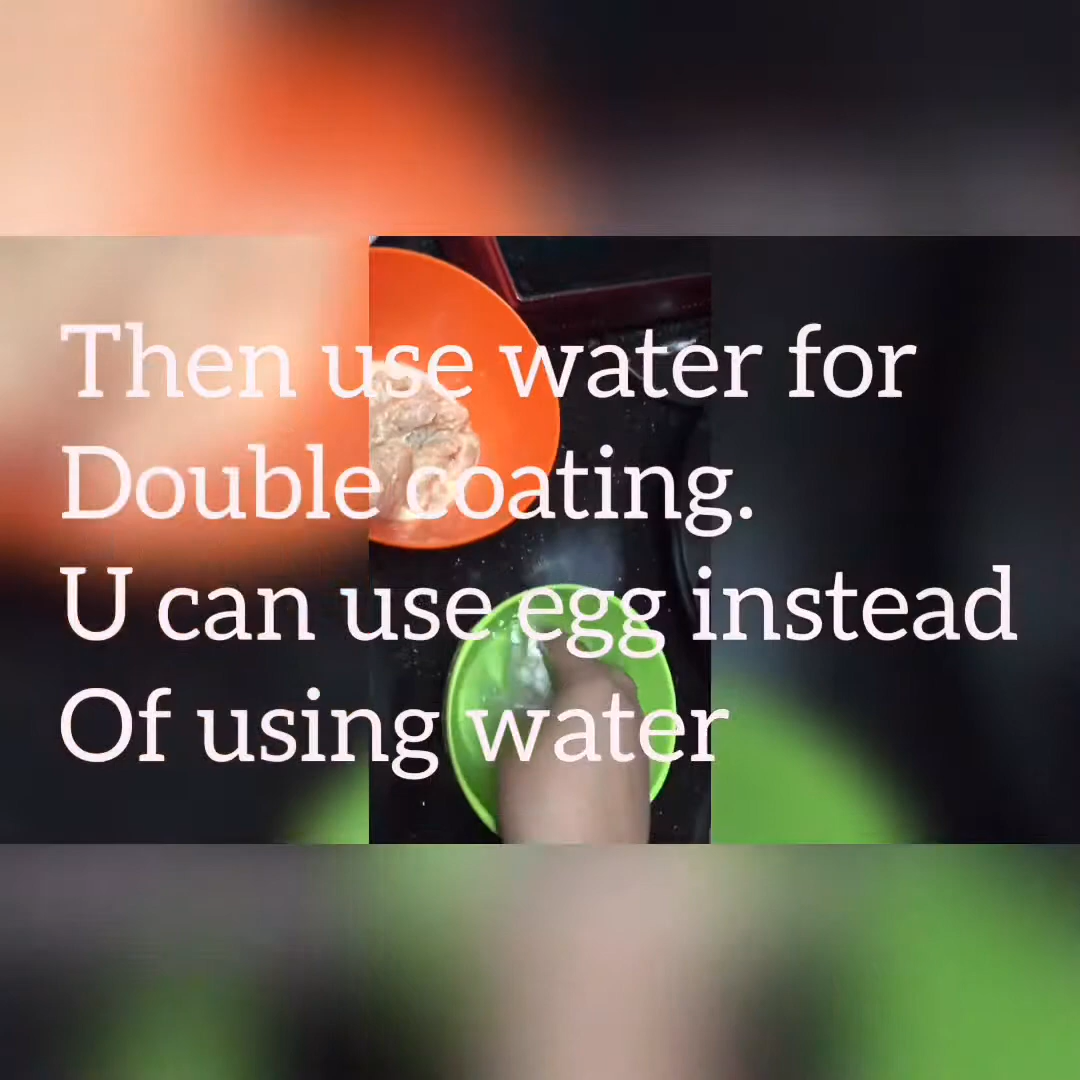 Then use water for
Double coating.
U can use egg instead
Of using water